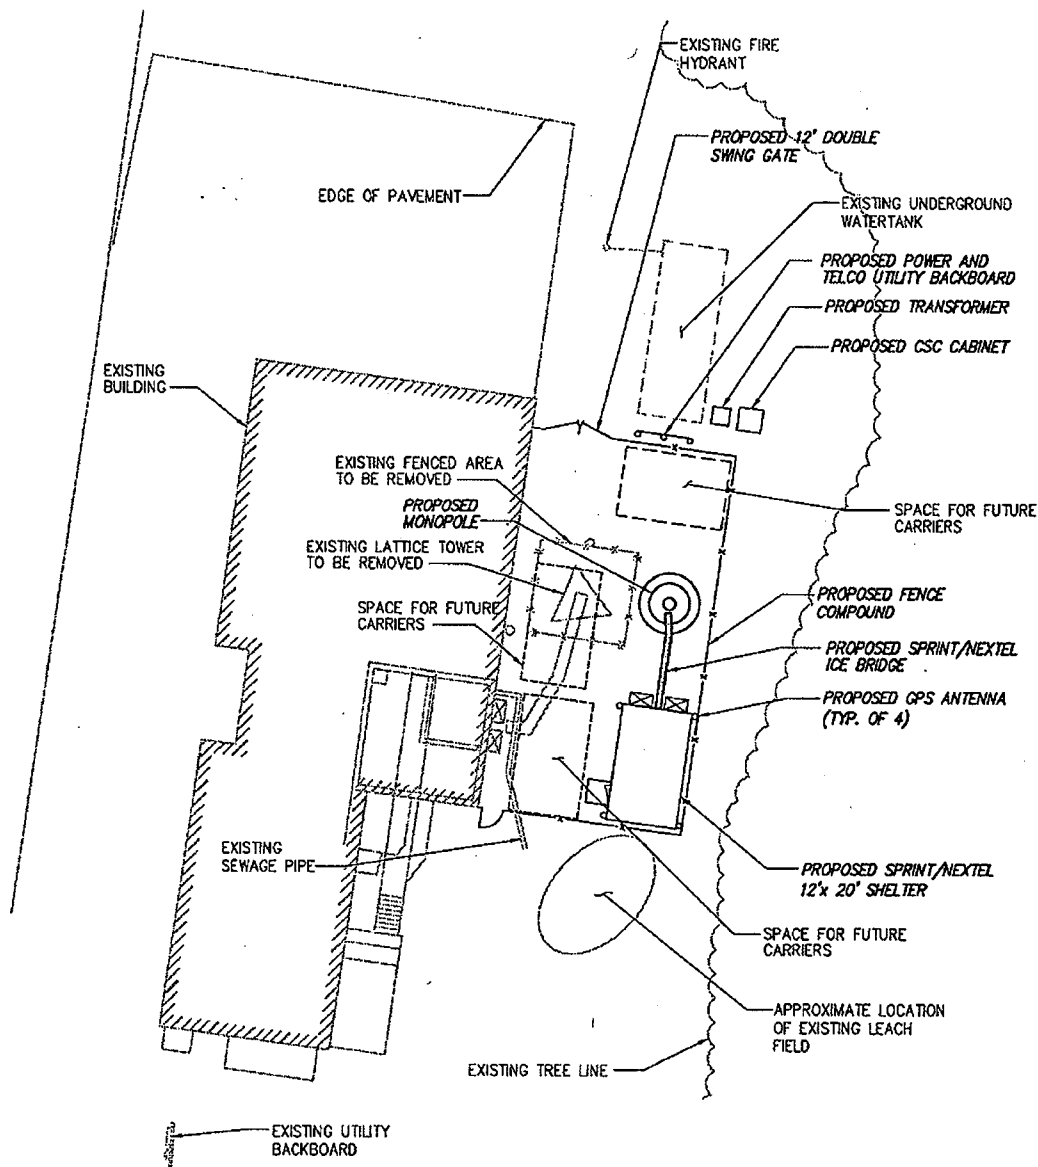 EXISTING FIRE
HYDRANT
PROPOSED 12' DOUBLE
SWING GATE
EDGE OF PAVEMENT
EXISTING UNDERGROUND
WATERTANK
PROPOSED POWER AND
TELCO UTILITY BACKBOARD
PROPOSED TRANSFORMER
PROPOSED CSC CABINET
EXISTING
BUILDING
EXISTING FENCED AREA
TO BE REMOVED
PROPOSED
MONOPOLE
EXISTING LATTICE TOWER
TO BE REMOVED
SPACE FOR FUTURE
CARRIERS
SPACE FOR FUTURE
CARRIERS
PROPOSED FENCE
COMPOUND
PROPOSED SPRINT/NEXTEL
ICE BRIDGE
PROPOSED GPS ANTENNA
(TYP. OF 4)
EXISTING
SEWAGE PIPE
PROPOSED SPRINT/NEXTEL
12'x 20' SHELTER
SPACE FOR FUTURE
CARRIERS
APPROXIMATE LOCATION
OF EXISTING LEACH
FIELD
EXISTING TREE LINE
EXISTING UTILITY
BACKBOARD